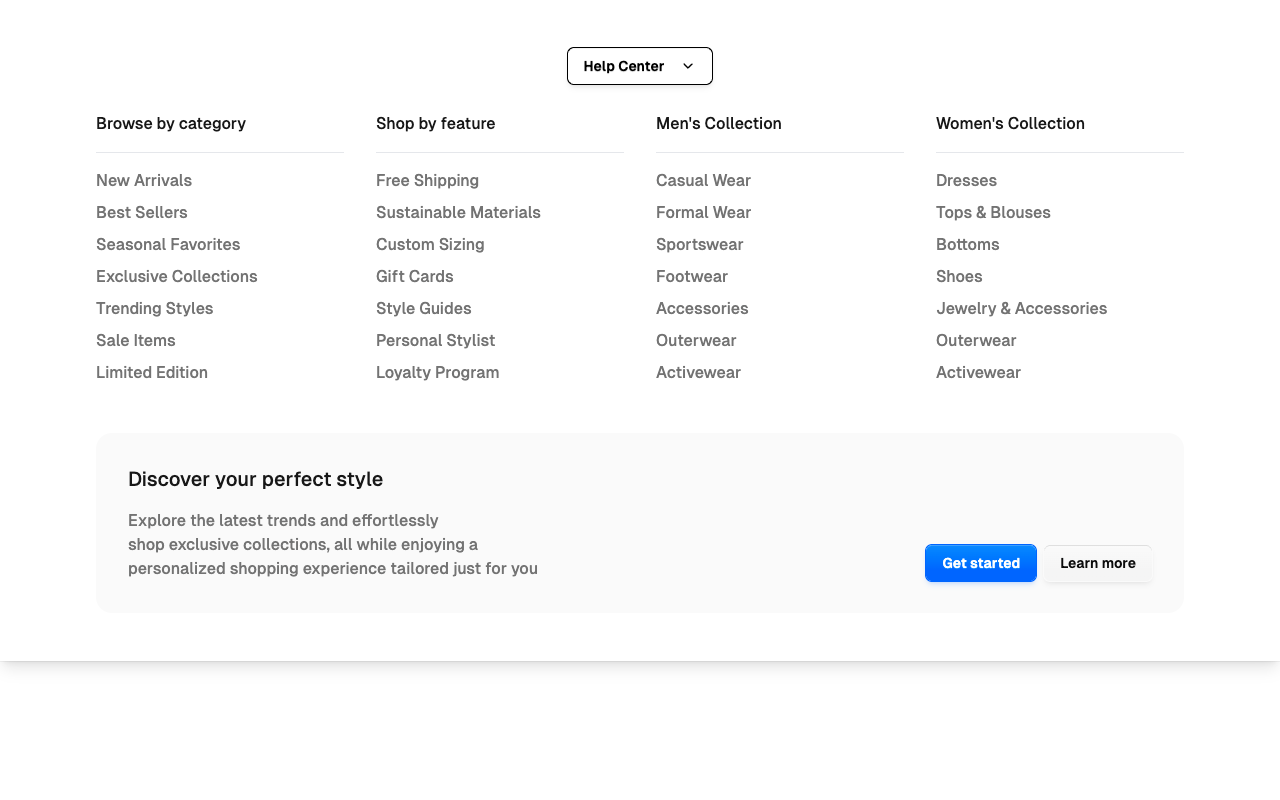 Help Center
Browse by category
New Arrivals
Best Sellers
Seasonal Favorites
Exclusive Collections
Trending Styles
Sale Items
Limited Edition
Shop by feature
Free Shipping
Sustainable Materials
Custom Sizing
Gift Cards
Style Guides
Personal Stylist
Loyalty Program
Men's Collection
Casual Wear
Formal Wear
Sportswear
Footwear
Accessories
Outerwear
Activewear
Women's Collection
Dresses
Tops & Blouses
Bottoms
Shoes
Jewelry & Accessories
Outerwear
Activewear
Discover your perfect style
Explore the latest trends and effortlessly
shop exclusive collections, all while enjoying a
personalized shopping experience tailored just for you
Get started
Learn more